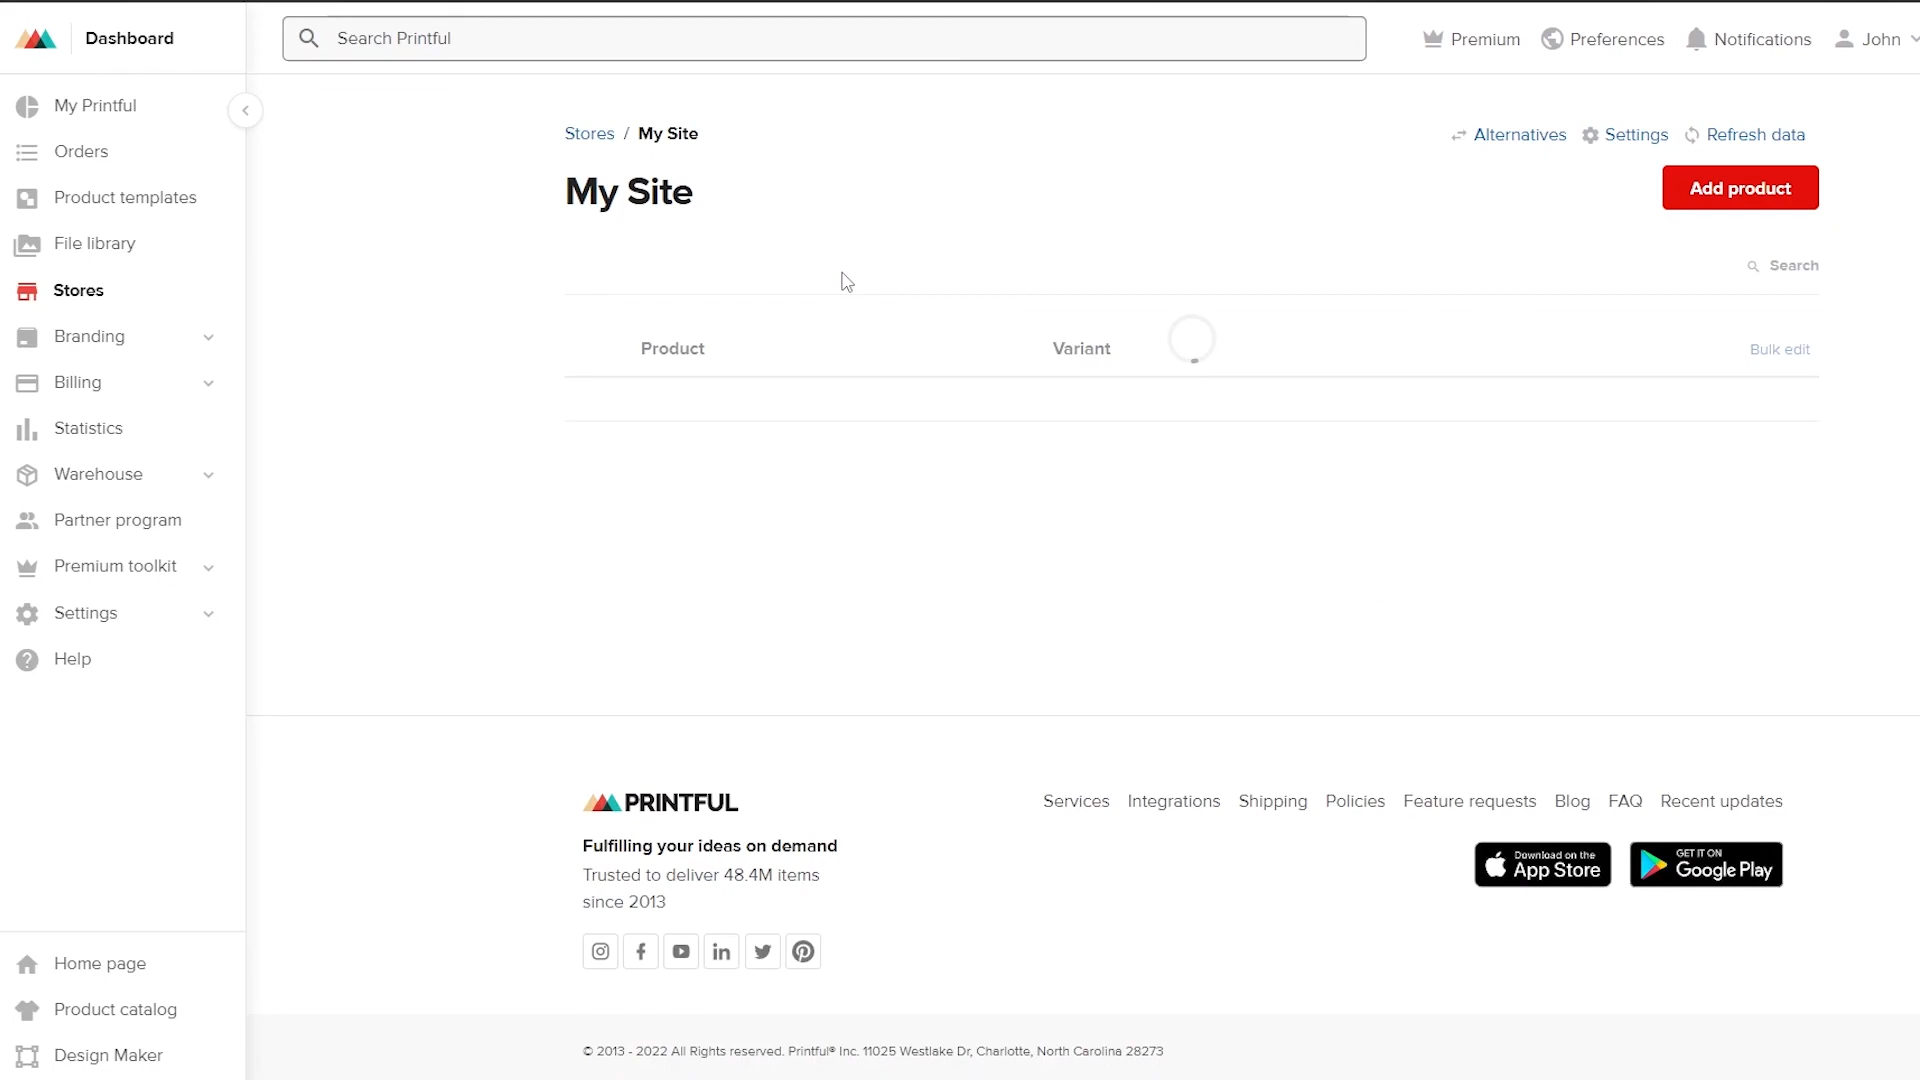 Dashboard
Search Printful
Premium
Preferences
Notifications
John
My Printful
Orders
Product templates
File library
Stores
Branding
Billing
Statistics
Warehouse
Partner program
Premium toolkit
Settings
Help
Home page
Product catalog
Design Maker
Stores / My Site
Alternatives
Settings
Refresh data
My Site
Add product
Search
Product
Variant
Bulk edit
PRINTFUL
Fulfilling your ideas on demand
Trusted to deliver 48.4M items
since 2013
Services
Integrations
Shipping
Policies
Feature requests
Blog
FAQ
Recent updates
Download on the
App Store
GET IT ON
Google Play
© 2013 - 2022 All Rights reserved. Printful® Inc. 11025 Westlake Dr, Charlotte, North Carolina 28273